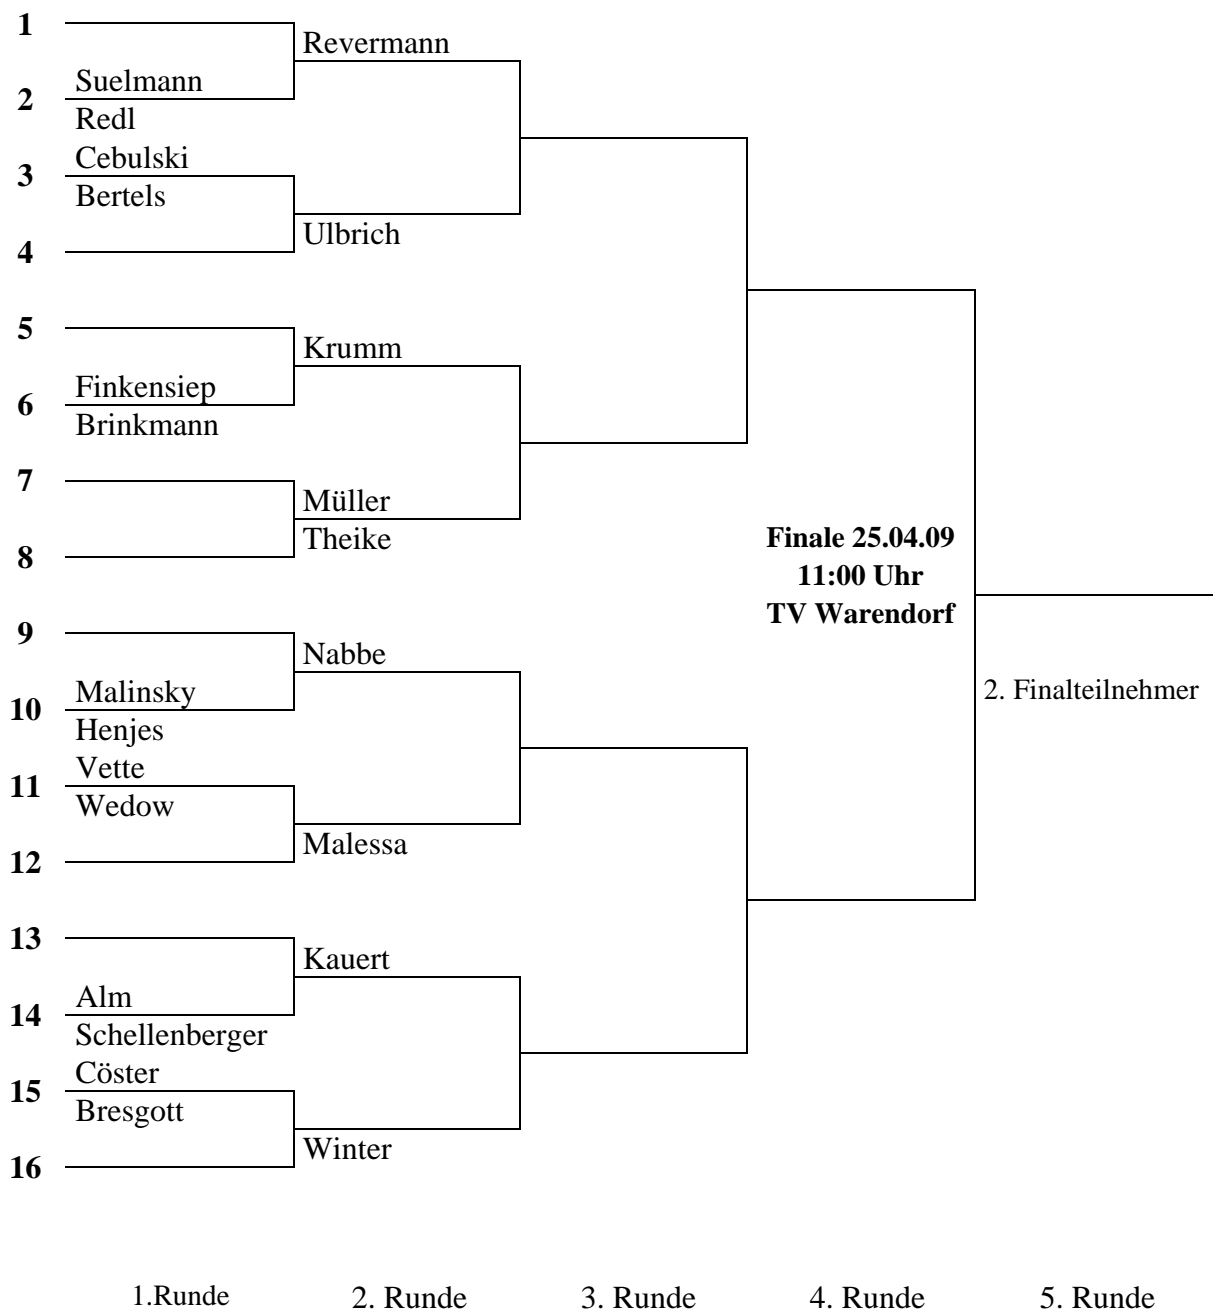 1
Revermann
Suelmann
2
Redl
Cebulski
3
Bertels
Ulbrich
4
5
Krumm
Finkensiep
6
Brinkmann
7
Müller
Theike
8
Finale 25.04.09
11:00 Uhr
TV Warendorf
9
Nabbe
Malinsky
2. Finalteilnehmer
10
Henjes
Vette
11
Wedow
Malessa
12
13
Kauert
Alm
14
Schellenberger
Cöster
15
Bresgott
Winter
16
1.Runde 2. Runde 3. Runde 4. Runde 5. Runde